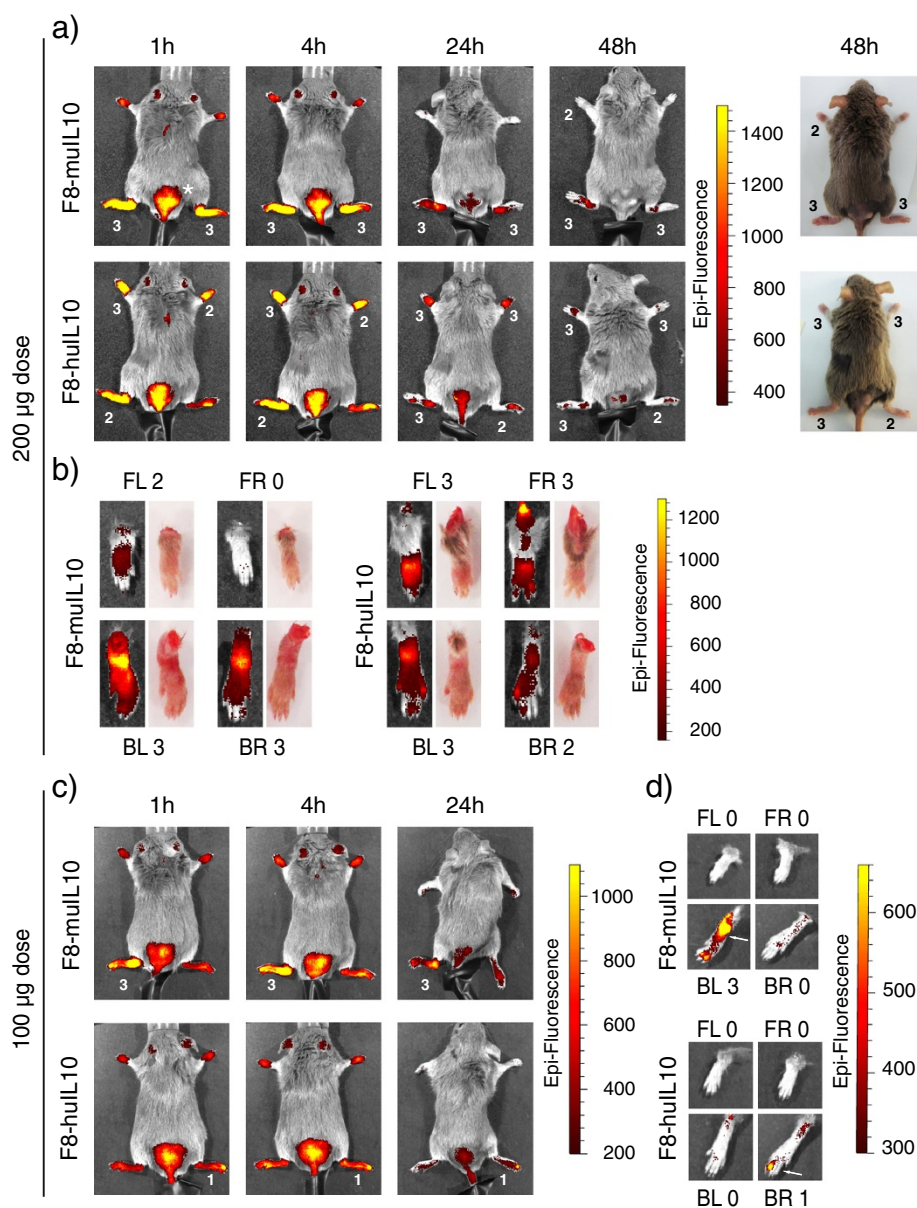 a)
1h 4h 24h 48h 48h
200 µg dose
F8-muIL10
*
3 3 3 3 3 3 2 3 3 2 3 3
F8-huIL10
3 2 2 3 2 2 3 3 3 2 3 3 3 2 3 3 3 2
Epi-Fluorescence
1400
1200
1000
800
600
400
b)
FL 2 FR 0 FL 3 FR 3
F8-muIL10
F8-huIL10
BL 3 BR 3 BL 3 BR 2
Epi-Fluorescence
1200
1000
800
600
400
200
c)
1h 4h 24h
100 µg dose
F8-muIL10
3 3 3
F8-huIL10
1 1 1
Epi-Fluorescence
1000
800
600
400
200
d)
FL 0 FR 0
F8-muIL10
BL 3 BR 0
FL 0 FR 0
F8-huIL10
BL 0 BR 1
Epi-Fluorescence
600
500
400
300